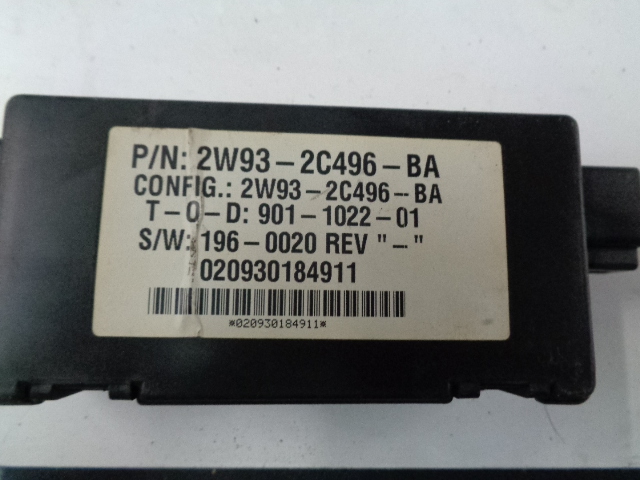 P/N: 2W93-2C496-BA
CONFIG.: 2W93-2C496-BA
T-O-D: 901-1022-01
S/W: 196-0020 REV "-"
020930184911
*020930184911*